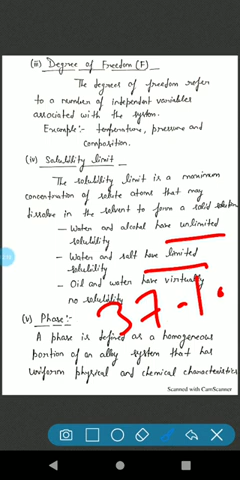 (iii) Degree of Freedom (F)
The degrees of freedom refer
to a number of independent variables
associated with the system.
Example:- temperature, pressure and
composition.
(iv) Solubility limit
The solubility limit is a maximum
concentration of solute atoms that may
dissolve in the solvent to form a solid solution
- Water and alcohol have unlimited
solubility
- Water and salt have limited
solubility
- Oil and water have virtually
no solubility
37-1.
(v) Phase:-
A phase is defined as a homogeneous
portion of an alloy system that has
uniform physical and chemical characteristics
Scanned with CamScanner